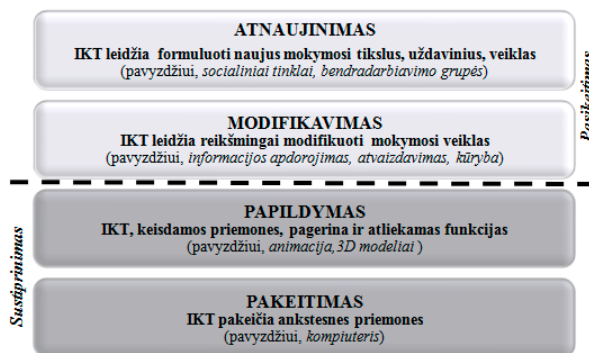 ATNAUJINIMAS
IKT leidžia formuluoti naujus mokymosi tikslus, uždavinius, veiklas
(pavyzdžiui, socialiniai tinklai, bendradarbiavimo grupės)
Pasikeitimas
MODIFIKAVIMAS
IKT leidžia reikšmingai modifikuoti mokymosi veiklas
(pavyzdžiui, informacijos apdorojimas, atvaizdavimas, kūryba)
Sustiprinimas
PAPILDYMAS
IKT, keisdamos priemones, pagerina ir atliekamas funkcijas
(pavyzdžiui, animacija,3D modeliai )
PAKEITIMAS
IKT pakeičia ankstesnes priemones
(pavyzdžiui, kompiuteris)